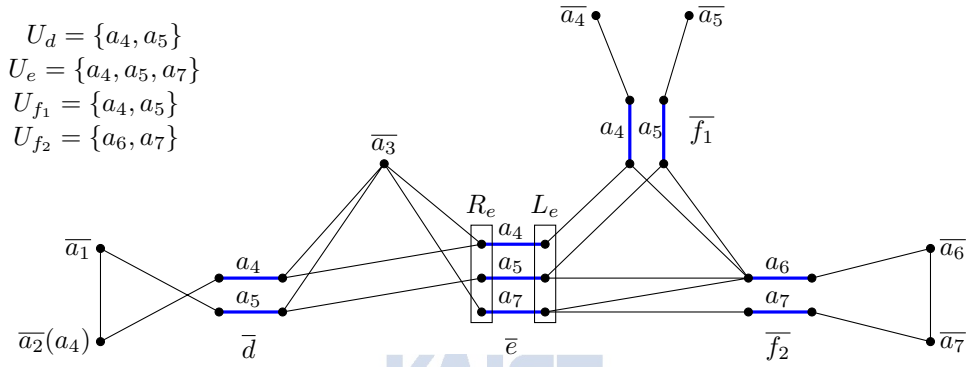 $U_d = \{a_4, a_5\}$
$U_e = \{a_4, a_5, a_7\}$
$U_{f_1} = \{a_4, a_5\}$
$U_{f_2} = \{a_6, a_7\}$
$\overline{a_4}$ $\overline{a_5}$
$a_4$ $a_5$ $\overline{f_1}$
$\overline{a_3}$
$R_e$ $L_e$
$\overline{a_1}$ $a_4$ $a_4$ $\overline{a_6}$
$a_5$ $a_5$ $a_6$
$\overline{a_2}(a_4)$ $a_7$ $a_7$ $\overline{a_7}$
$\overline{d}$ $\overline{e}$ $\overline{f_2}$
KAIST